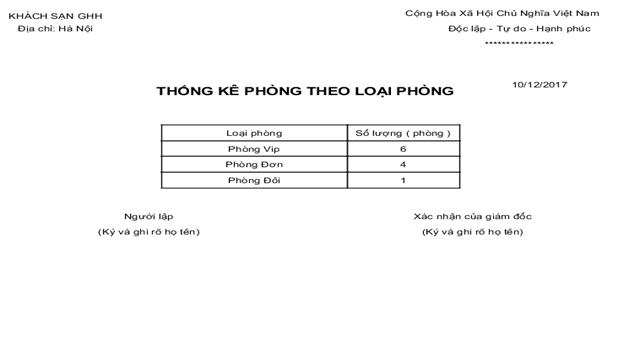 KHÁCH SẠN GHH
Địa chỉ: Hà Nội
Cộng Hòa Xã Hội Chủ Nghĩa Việt Nam
Độc lập - Tự do - Hạnh phúc
****************
THỐNG KÊ PHÒNG THEO LOẠI PHÒNG
10/12/2017
Loại phòng Số lượng ( phòng )
Phòng Vip 6
Phòng Đơn 4
Phòng Đôi 1
Người lập Xác nhận của giám đốc
(Ký và ghi rõ họ tên) (Ký và ghi rõ họ tên)